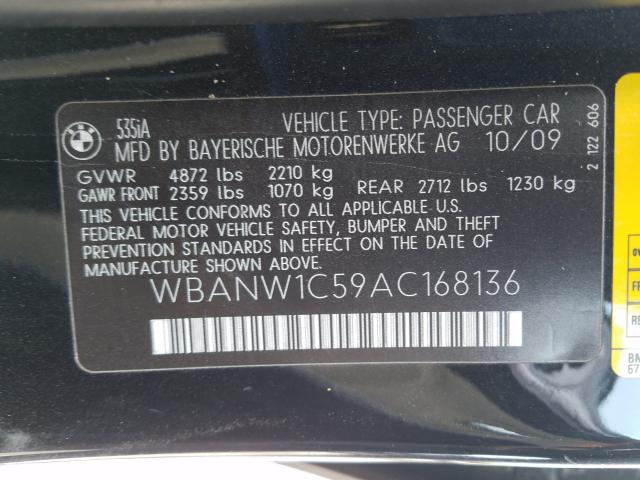 BMW
535iA VEHICLE TYPE: PASSENGER CAR
MFD BY BAYERISCHE MOTORENWERKE AG 10/09
GVWR 4872 lbs 2210 kg
GAWR FRONT 2359 lbs 1070 kg REAR 2712 lbs 1230 kg
THIS VEHICLE CONFORMS TO ALL APPLICABLE U.S.
FEDERAL MOTOR VEHICLE SAFETY, BUMPER AND THEFT
PREVENTION STANDARDS IN EFFECT ON THE DATE OF
MANUFACTURE SHOWN ABOVE.
WBANW1C59AC168136
2 122 606